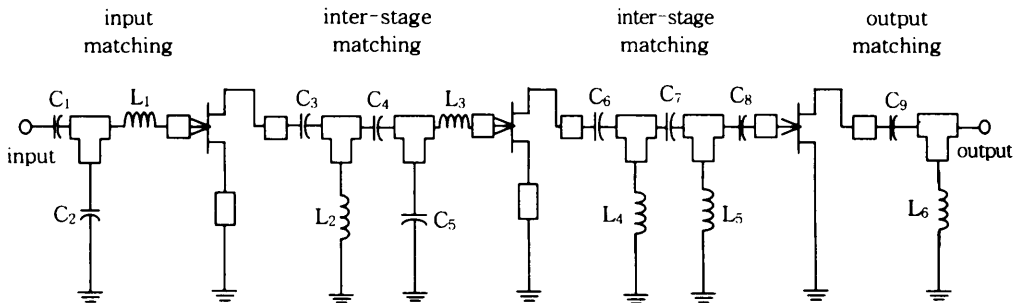 input
matching
inter-stage
matching
inter-stage
matching
output
matching
C₁
L₁
C₃
C₄
L₃
C₆
C₇
C₈
C₉
input
output
C₂
L₂
C₅
L₄
L₅
L₆